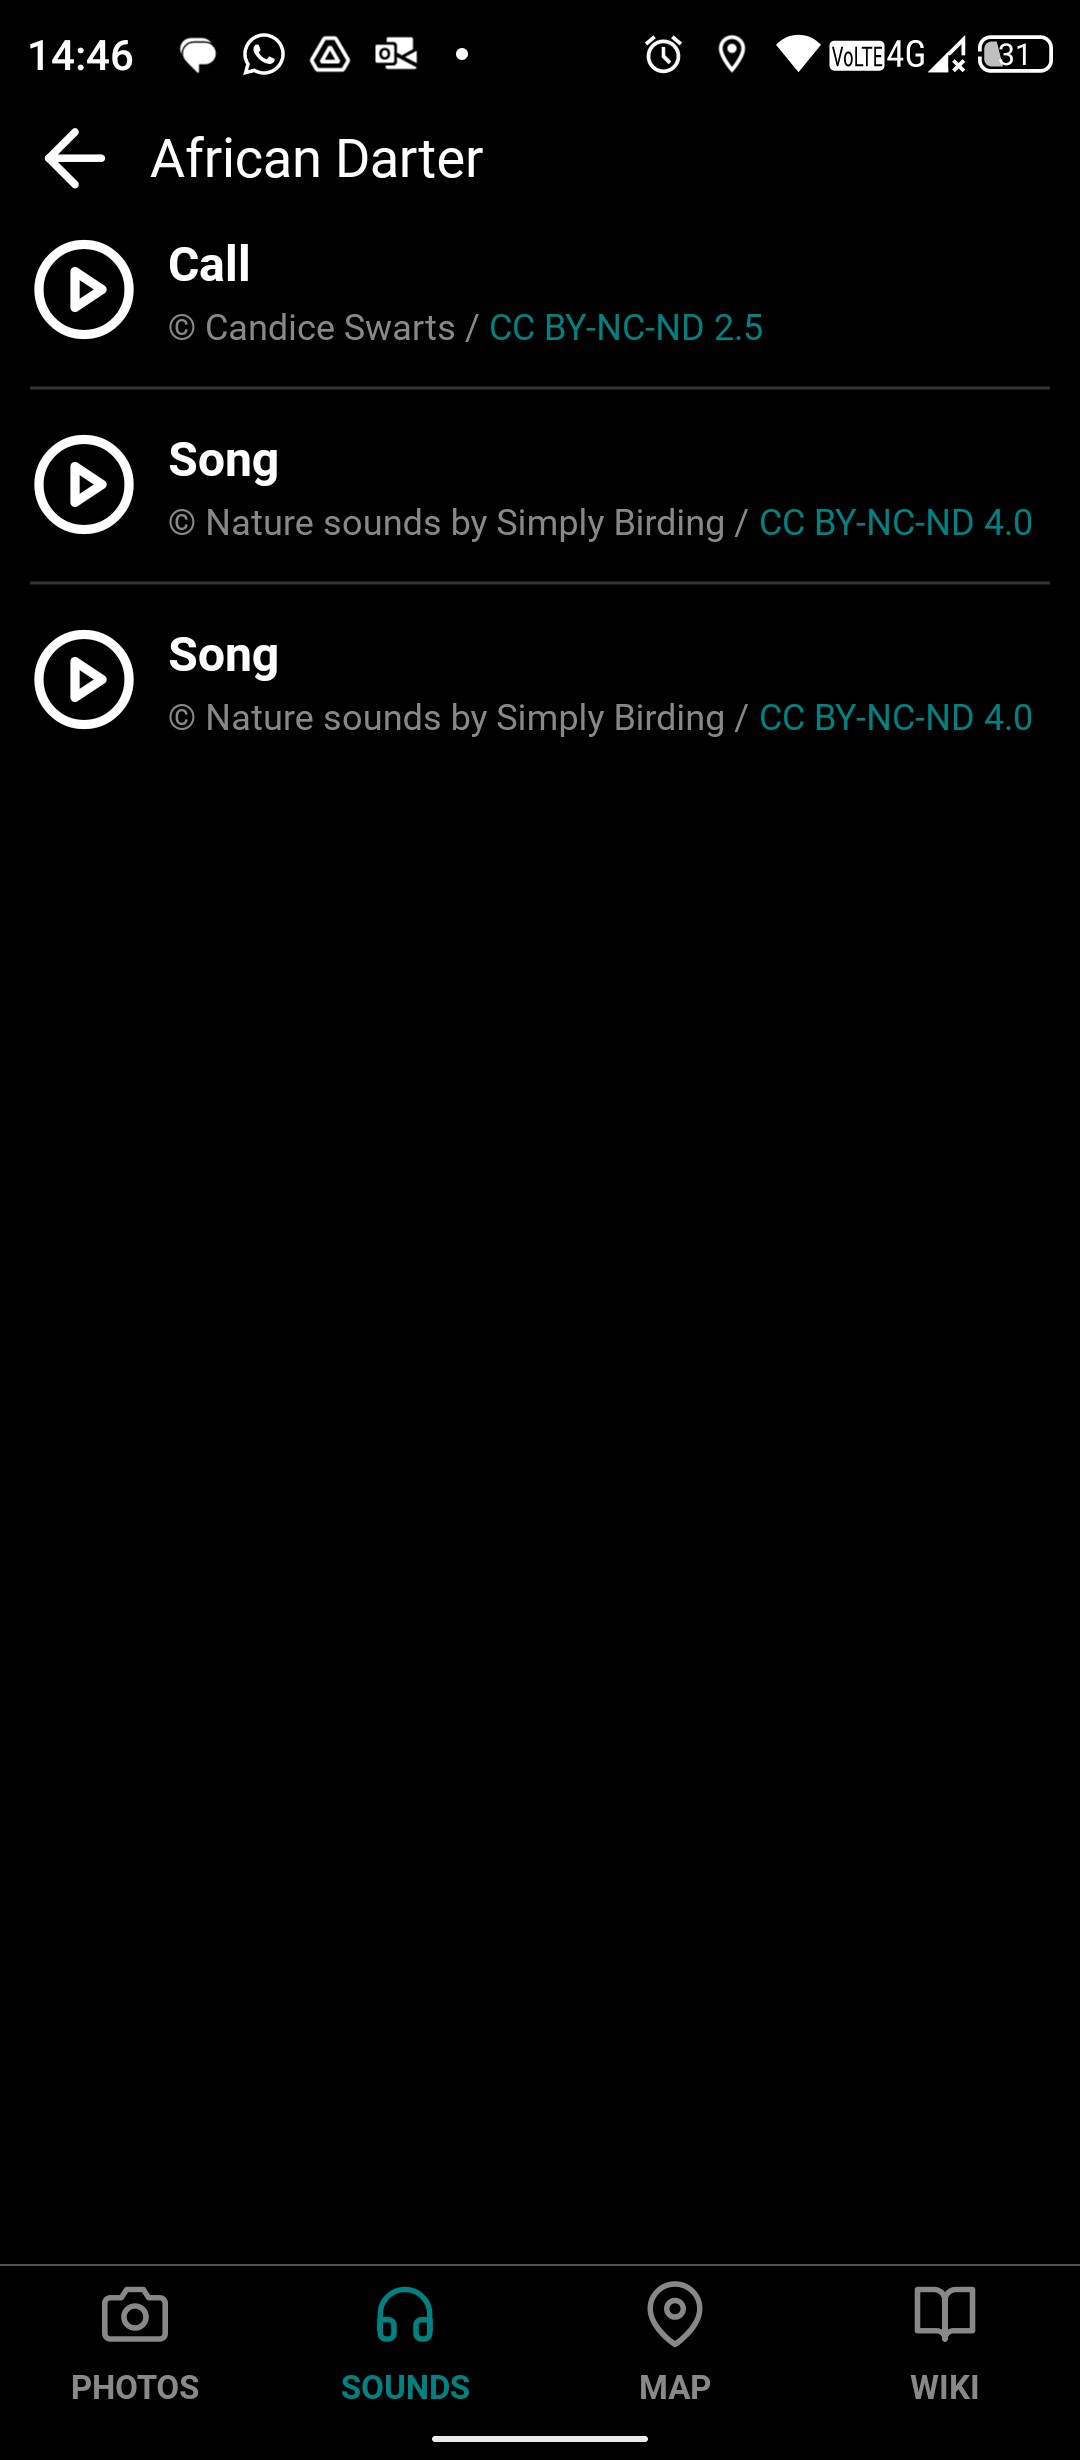 14:46 VoLTE 4G 31
African Darter
Call
© Candice Swarts / CC BY-NC-ND 2.5
Song
© Nature sounds by Simply Birding / CC BY-NC-ND 4.0
Song
© Nature sounds by Simply Birding / CC BY-NC-ND 4.0
PHOTOS SOUNDS MAP WIKI